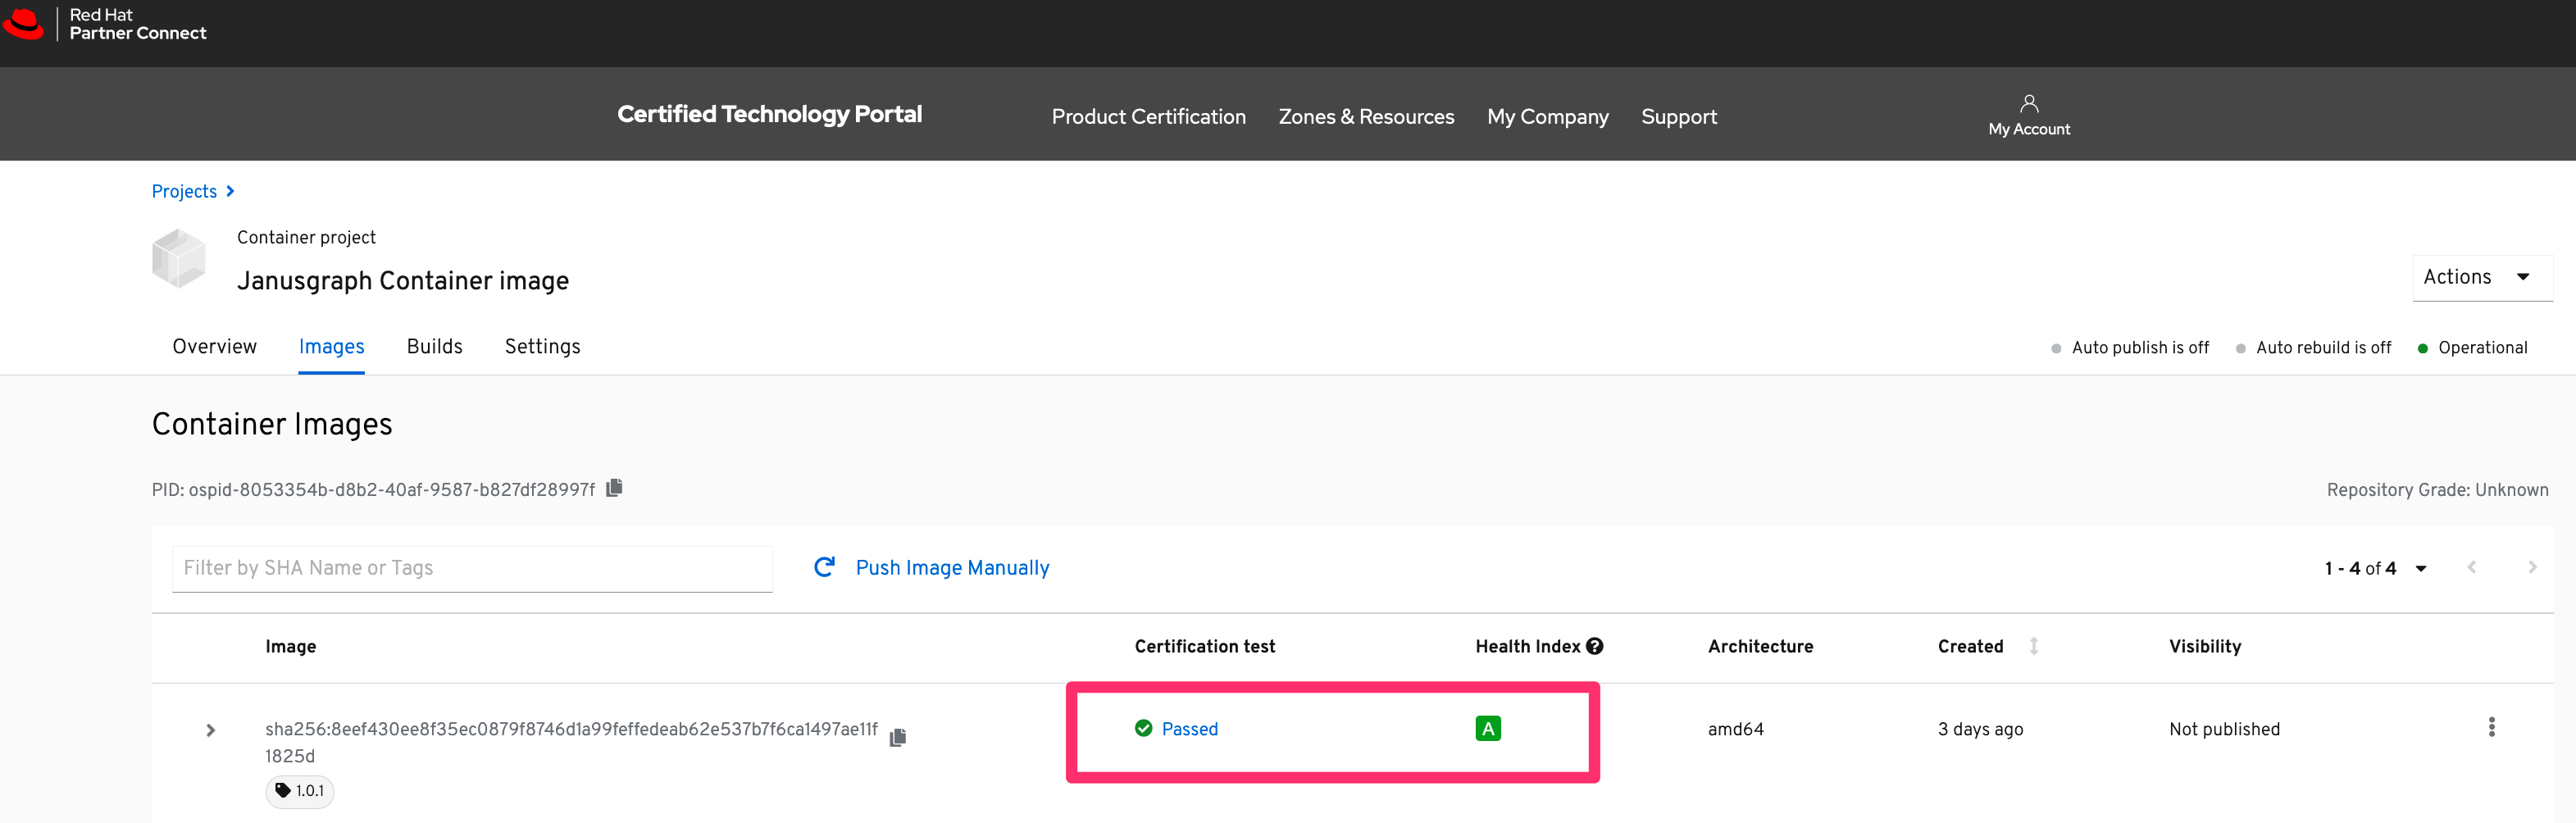 Red Hat
Partner Connect
Certified Technology Portal
Product Certification
Zones & Resources
My Company
Support
My Account
Projects
Container project
Janusgraph Container image
Actions
Overview
Images
Builds
Settings
Auto publish is off
Auto rebuild is off
Operational
Container Images
PID: ospid-8053354b-d8b2-40af-9587-b827df28997f
Repository Grade: Unknown
Filter by SHA Name or Tags
Push Image Manually
1 - 4 of 4
Image
Certification test
Health Index
Architecture
Created
Visibility
sha256:8eef430ee8f35ec0879f8746d1a99feffedeab62e537b7f6ca1497ae11f
1825d
Passed
A
amd64
3 days ago
Not published
1.0.1